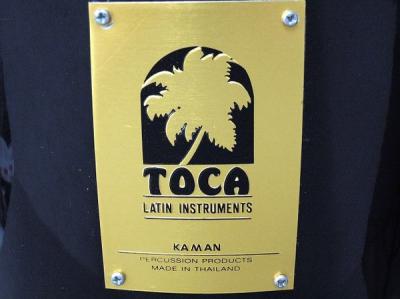 TOCA
LATIN INSTRUMENTS
KAMAN
PERCUSSION PRODUCTS
MADE IN THAILAND